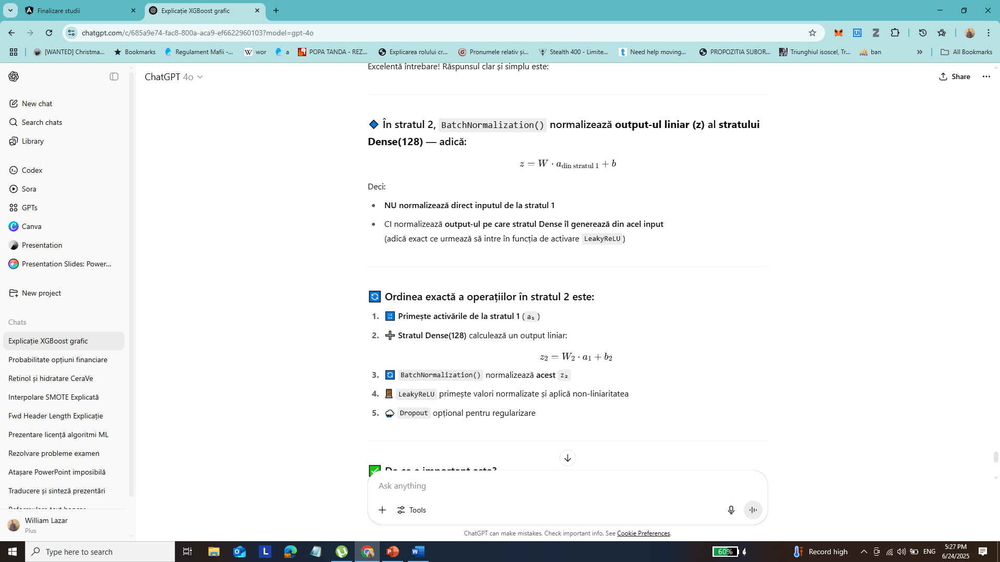 Finalizare studii
Explicație XGBoost grafic
chatgpt.com/c/685a9e74-fac8-800a-aca9-ef6622960103?model=gpt-4o
[WANTED] Christma...
Bookmarks
Regulament Mafii -...
wor
a
POPA TANDA - REZ...
Explicarea rolului cr...
Pronumele relativ și...
Stealth 400 - Limite...
Need help moving...
PROPOZITIA SUBOR...
Triunghiul isoscel, Tr...
ban
All Bookmarks
ChatGPT 4o
Share
New chat
Search chats
Library
Codex
Sora
GPTs
Canva
Presentation
Presentation Slides: Power...
New project
Chats
Explicație XGBoost grafic
Probabilitate opțiuni financiare
Retinol și hidratare CeraVe
Interpolare SMOTE Explicată
Fwd Header Length Explicație
Prezentare licență algoritmi ML
Rezolvare probleme examen
Atașare PowerPoint imposibilă
Traducere și sinteză prezentări
William Lazar
Plus
Excelentă întrebare! Răspunsul clar și simplu este:
În stratul 2, BatchNormalization() normalizează output-ul liniar (z) al stratului
Dense(128) — adică:
z = W · a din stratul 1 + b
Deci:
• NU normalizează direct inputul de la stratul 1
• CI normalizează output-ul pe care stratul Dense îl generează din acel input
(adică exact ce urmează să intre în funcția de activare LeakyReLU)
Ordinea exactă a operațiilor în stratul 2 este:
1. Primește activările de la stratul 1 (a₁)
2. Stratul Dense(128) calculează un output liniar:
z₂ = W₂ · a₁ + b₂
3. BatchNormalization() normalizează acest z₂
4. LeakyReLU primește valori normalizate și aplică non-liniaritatea
5. Dropout opțional pentru regularizare
De ce e important asta?
Ask anything
Tools
ChatGPT can make mistakes. Check important info. See Cookie Preferences.
Type here to search
60%
Record high
ENG
5:27 PM
6/24/2025